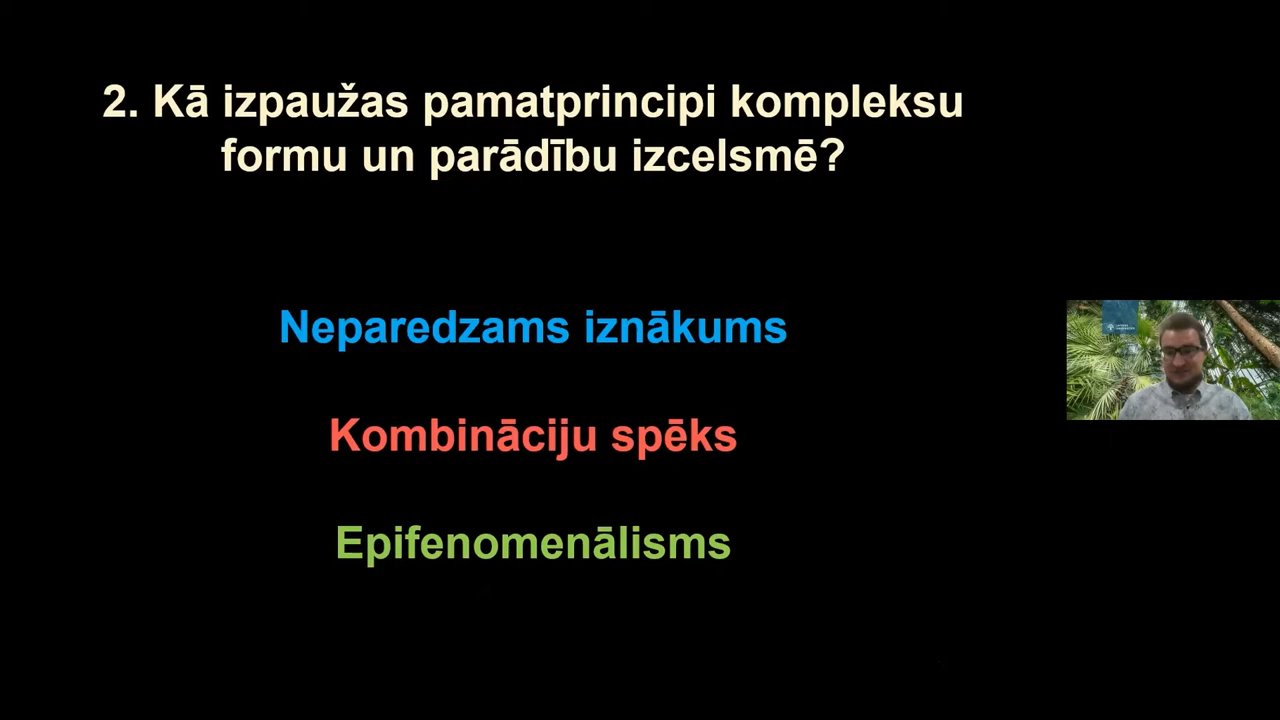 2. Kā izpaužas pamatprincipi kompleksu
formu un parādību izcelsmē?
Neparedzams iznākums
Kombināciju spēks
Epifenomenālisms